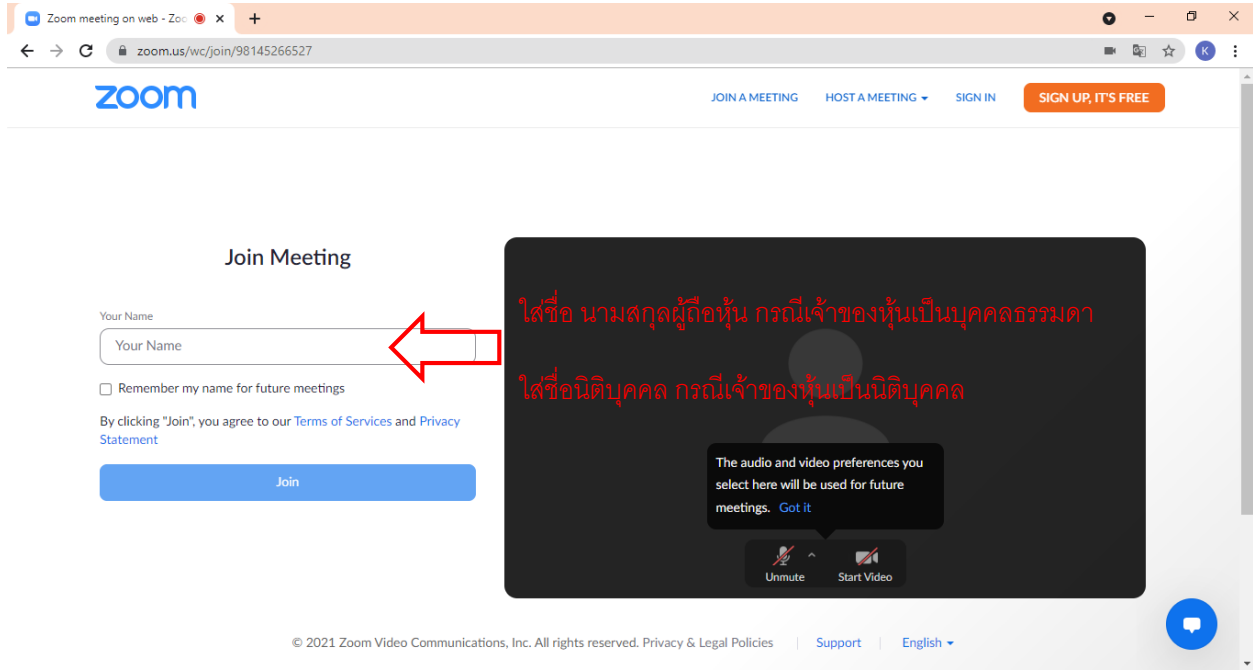 Zoom meeting on web - Zoo
zoom.us/wc/join/98145266527
K
zoom
JOIN A MEETING
HOST A MEETING
SIGN IN
SIGN UP, IT'S FREE
Join Meeting
Your Name
Your Name
Remember my name for future meetings
By clicking "Join", you agree to our Terms of Services and Privacy
Statement
Join
ใส่ชื่อ นามสกุลผู้ถือหุ้น กรณีเจ้าของหุ้นเป็นบุคคลธรรมดา
ใส่ชื่อนิติบุคคล กรณีเจ้าของหุ้นเป็นนิติบุคคล
The audio and video preferences you
select here will be used for future
meetings. Got it
Unmute
Start Video
© 2021 Zoom Video Communications, Inc. All rights reserved. Privacy & Legal Policies
Support
English